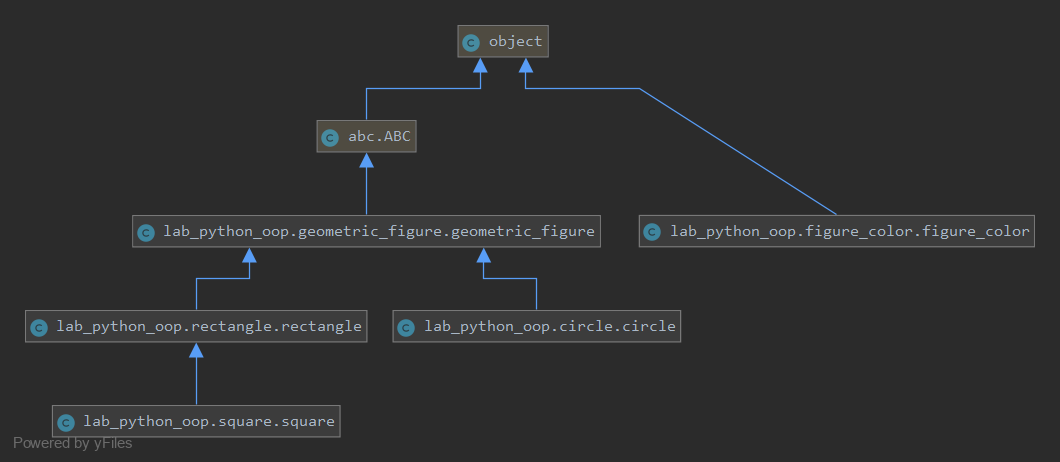 object
abc.ABC
lab_python_oop.geometric_figure.geometric_figure
lab_python_oop.figure_color.figure_color
lab_python_oop.rectangle.rectangle
lab_python_oop.circle.circle
lab_python_oop.square.square
Powered by yFiles